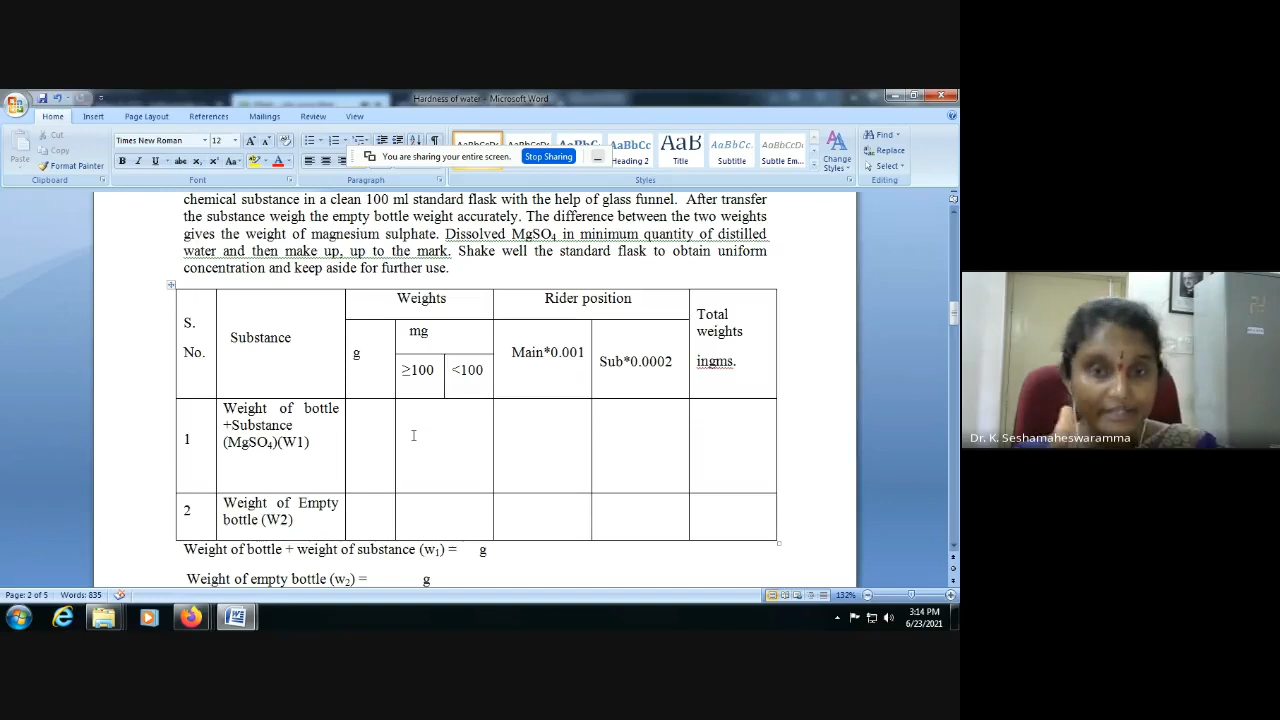 Hardness of water - Microsoft Word
Home Insert Page Layout References Mailings Review View
Cut
Copy
Format Painter
Paste
Times New Roman 12
AaBbCc AaB AaBbCc. AaBbCcDc
Heading 2 Title Subtitle Subtle Em...
Change Styles
Find
Replace
Select
You are sharing your entire screen. Stop Sharing
Clipboard Font Paragraph Styles Editing
chemical substance in a clean 100 ml standard flask with the help of glass funnel. After transfer
the substance weigh the empty bottle weight accurately. The difference between the two weights
gives the weight of magnesium sulphate. Dissolved MgSO₄ in minimum quantity of distilled
water and then make up, up to the mark. Shake well the standard flask to obtain uniform
concentration and keep aside for further use.
S. No.
Substance
Weights
g
mg
≥100 <100
Rider position
Main*0.001
Sub*0.0002
Total
weights
ingms.
1
Weight of bottle
+Substance
(MgSO₄)(W1)
2
Weight of Empty
bottle (W2)
Weight of bottle + weight of substance (w₁) = g
Weight of empty bottle (w₂) = g
Page: 2 of 5 Words: 835
132%
3:14 PM
6/23/2021
Dr. K. Seshamaheswaramma